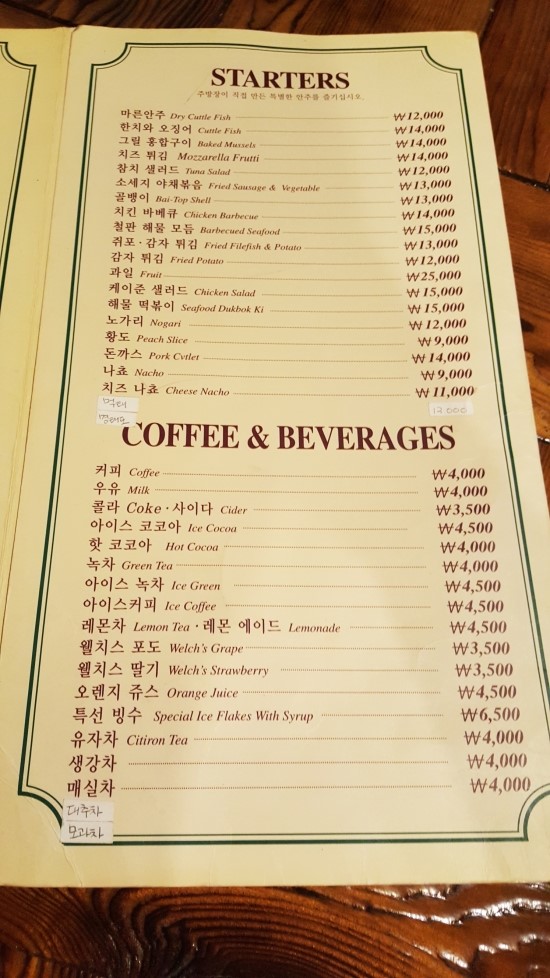 STARTERS
주방장이 직접 만든 특별한 안주를 즐기십시오.
마른안주 Dry Cuttle Fish ₩12,000
한치와 오징어 Cuttle Fish ₩14,000
그릴 홍합구이 Baked Mussels ₩14,000
치즈 튀김 Mozzarella Frutti ₩14,000
참치 샐러드 Tuna Salad ₩12,000
소세지 야채볶음 Fried Sausage & Vegetable ₩13,000
골뱅이 Bai-Top Shell ₩13,000
치킨 바베큐 Chicken Barbecue ₩14,000
철판 해물 모듬 Barbecued Seafood ₩15,000
쥐포·감자 튀김 Fried Filefish & Potato ₩13,000
감자 튀김 Fried Potato ₩12,000
과일 Fruit ₩25,000
케이준 샐러드 Chicken Salad ₩15,000
해물 떡볶이 Seafood Dukbok Ki ₩15,000
노가리 Nogari ₩12,000
황도 Peach Slice ₩9,000
돈까스 Pork Cvtlet ₩14,000
나쵸 Nacho ₩9,000
치즈 나쵸 Cheese Nacho ₩11,000
먹태 13,000
명태포
COFFEE & BEVERAGES
커피 Coffee ₩4,000
우유 Milk ₩4,000
콜라 Coke·사이다 Cider ₩3,500
아이스 코코아 Ice Cocoa ₩4,500
핫 코코아 Hot Cocoa ₩4,000
녹차 Green Tea ₩4,000
아이스 녹차 Ice Green ₩4,500
아이스커피 Ice Coffee ₩4,500
레몬차 Lemon Tea·레몬 에이드 Lemonade ₩4,500
웰치스 포도 Welch's Grape ₩3,500
웰치스 딸기 Welch's Strawberry ₩3,500
오렌지 쥬스 Orange Juice ₩4,500
특선 빙수 Special Ice Flakes With Syrup ₩6,500
유자차 Citiron Tea ₩4,000
생강차 ₩4,000
매실차 ₩4,000
대추차
모과차